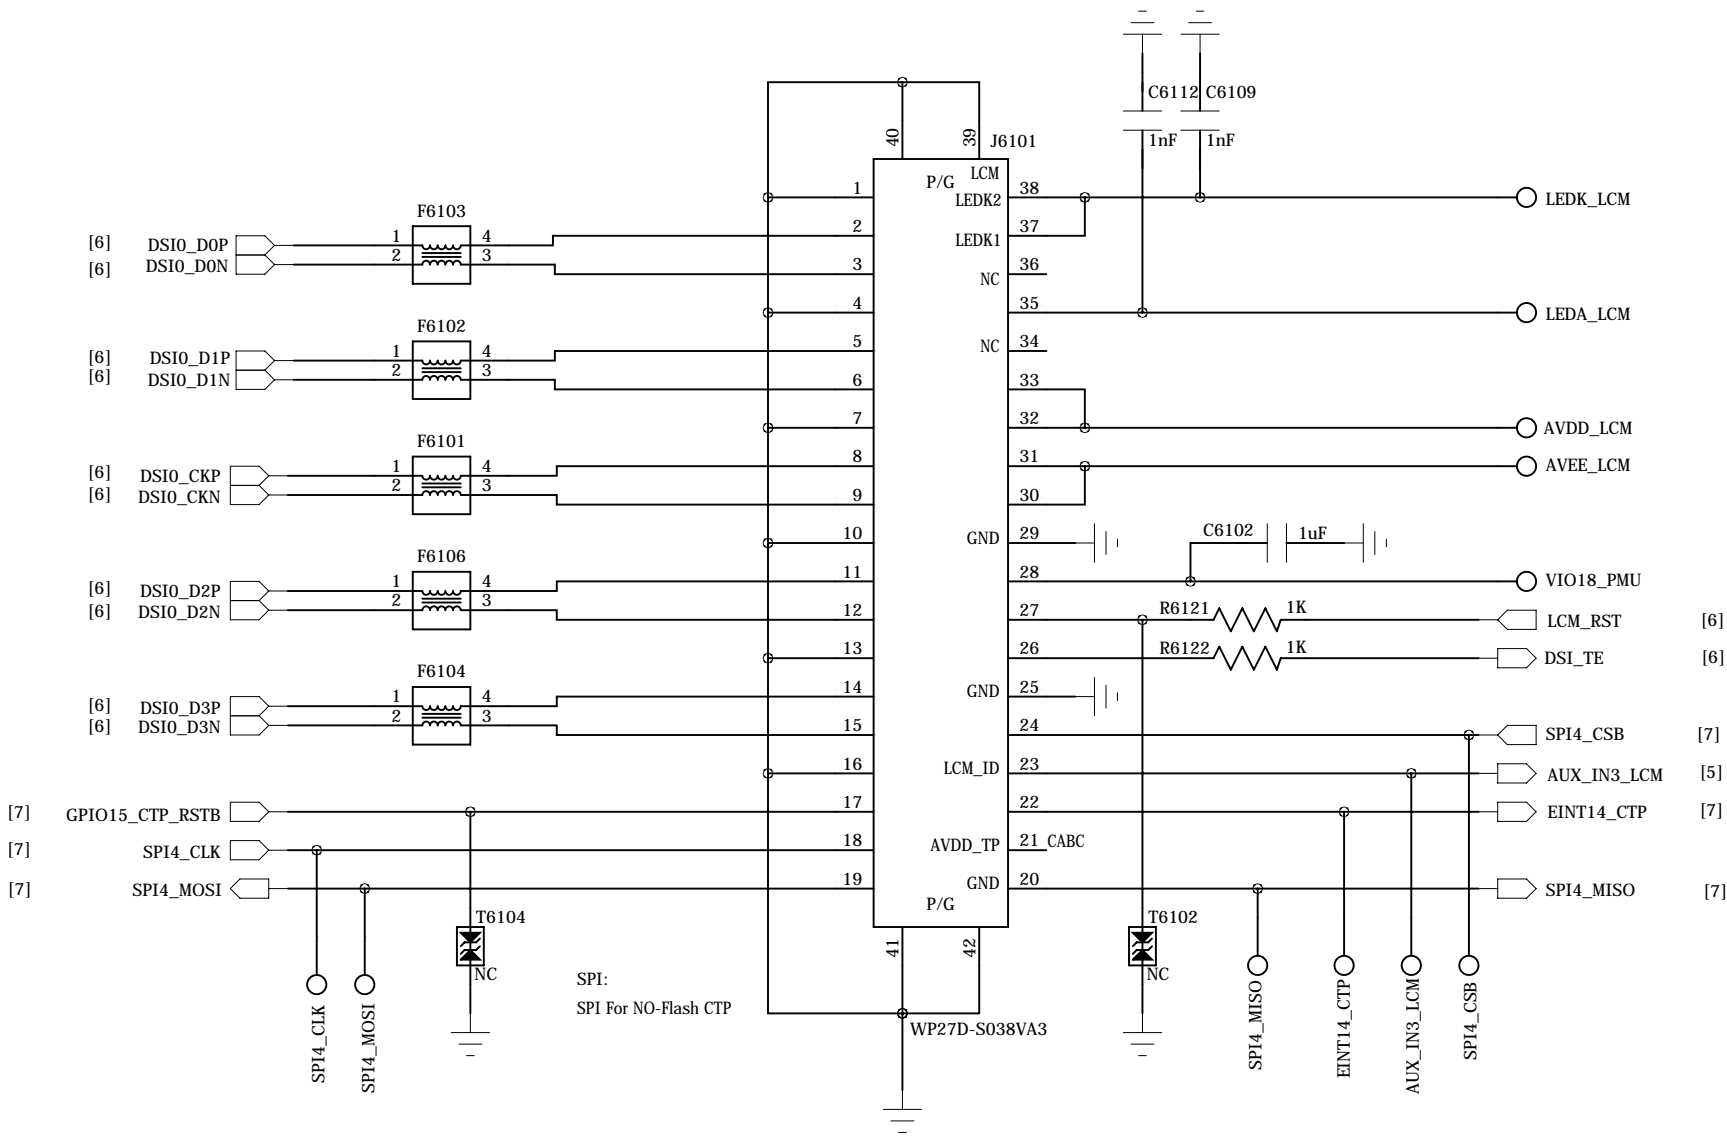 C6112 C6109
1nF 1nF
40 39 J6101
P/G LCM
1 LEDK2 38 LEDK_LCM
F6103
[6] DSI0_D0P 1 4 2 LEDK1 37
[6] DSI0_D0N 2 3 3 NC 36
4 35 LEDA_LCM
F6102
[6] DSI0_D1P 1 4 5 NC 34
[6] DSI0_D1N 2 3 6 33
7 32 AVDD_LCM
F6101
[6] DSI0_CKP 1 4 8 31 AVEE_LCM
[6] DSI0_CKN 2 3 9 30
10 GND 29 C6102 1uF
F6106
[6] DSI0_D2P 1 4 11 28 VIO18_PMU
[6] DSI0_D2N 2 3 12 27 R6121 1K LCM_RST [6]
13 26 R6122 1K DSI_TE [6]
F6104
[6] DSI0_D3P 1 4 14 GND 25
[6] DSI0_D3N 2 3 15 24 SPI4_CSB [7]
16 LCM_ID 23 AUX_IN3_LCM [5]
[7] GPIO15_CTP_RSTB 17 22 EINT14_CTP [7]
[7] SPI4_CLK 18 AVDD_TP 21 CABC
[7] SPI4_MOSI 19 GND 20 SPI4_MISO [7]
P/G
T6104 41 42 T6102
NC NC
SPI:
SPI For NO-Flash CTP
WP27D-S038VA3
SPI4_CLK
SPI4_MOSI
SPI4_MISO
EINT14_CTP
AUX_IN3_LCM
SPI4_CSB